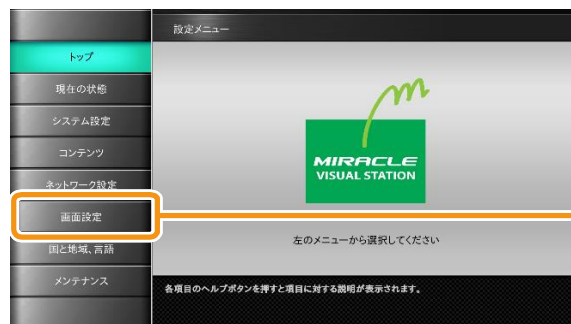 設定メニュー
トップ
現在の状態
システム設定
コンテンツ
ネットワーク設定
画面設定
国と地域、言語
メンテナンス
MIRACLE
VISUAL STATION
左のメニューから選択してください
各項目のヘルプボタンを押すと項目に対する説明が表示されます。